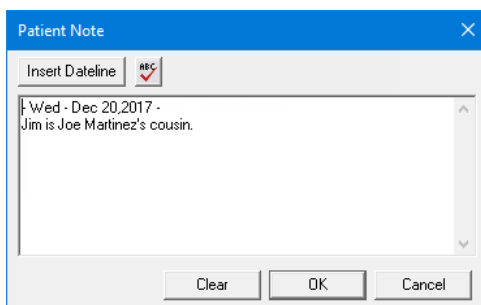 Patient Note
Insert Dateline ABC
- Wed - Dec 20,2017 -
Jim is Joe Martinez's cousin.
Clear OK Cancel